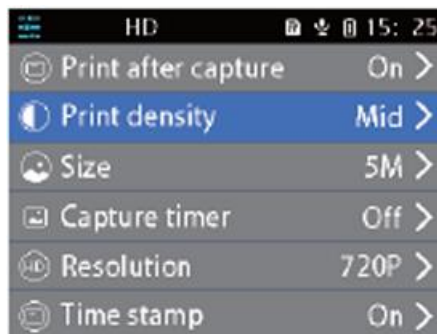 HD 15: 25
Print after capture On >
Print density Mid >
Size 5M >
Capture timer Off >
HD Resolution 720P >
Time stamp On >